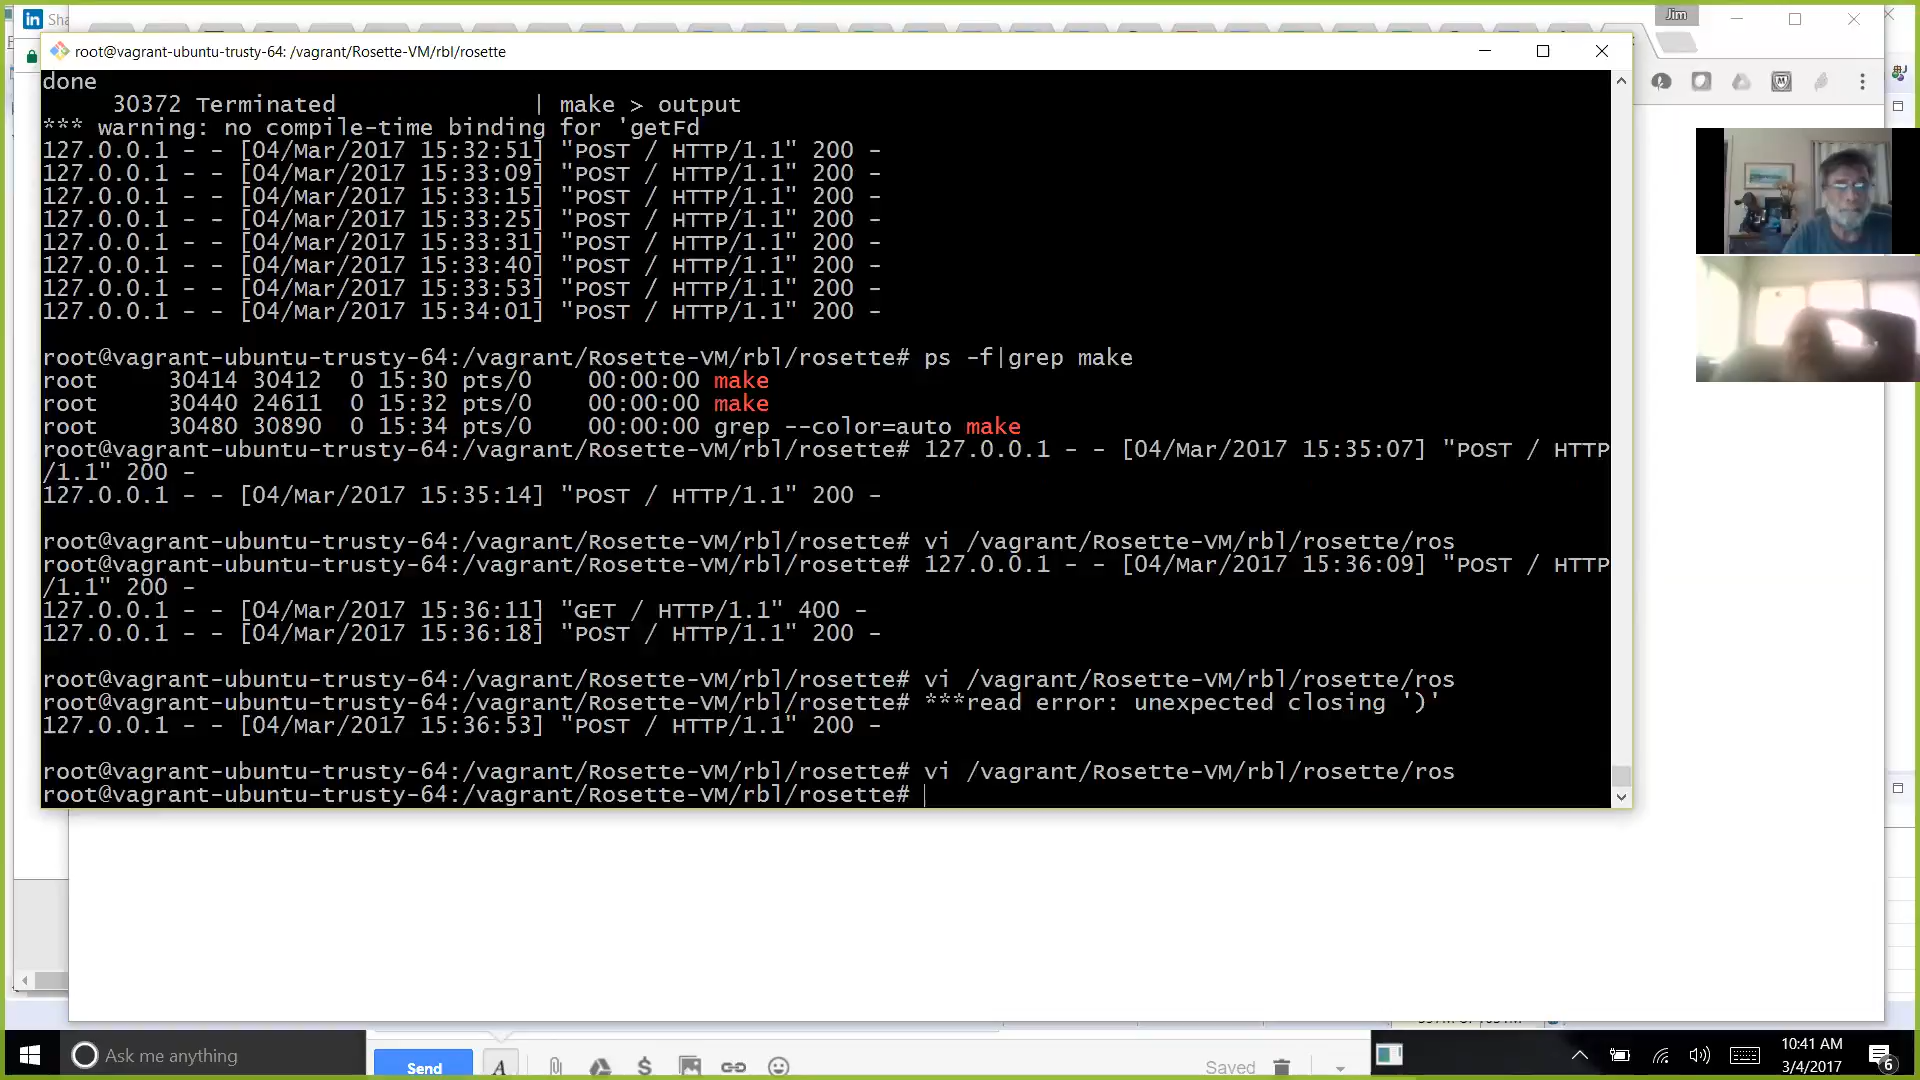 in Sha
Jim
root@vagrant-ubuntu-trusty-64: /vagrant/Rosette-VM/rbl/rosette
done
30372 Terminated | make > output
*** warning: no compile-time binding for 'getFd
127.0.0.1 - - [04/Mar/2017 15:32:51] "POST / HTTP/1.1" 200 -
127.0.0.1 - - [04/Mar/2017 15:33:09] "POST / HTTP/1.1" 200 -
127.0.0.1 - - [04/Mar/2017 15:33:15] "POST / HTTP/1.1" 200 -
127.0.0.1 - - [04/Mar/2017 15:33:25] "POST / HTTP/1.1" 200 -
127.0.0.1 - - [04/Mar/2017 15:33:31] "POST / HTTP/1.1" 200 -
127.0.0.1 - - [04/Mar/2017 15:33:40] "POST / HTTP/1.1" 200 -
127.0.0.1 - - [04/Mar/2017 15:33:53] "POST / HTTP/1.1" 200 -
127.0.0.1 - - [04/Mar/2017 15:34:01] "POST / HTTP/1.1" 200 -
root@vagrant-ubuntu-trusty-64:/vagrant/Rosette-VM/rbl/rosette# ps -f|grep make
root 30414 30412 0 15:30 pts/0 00:00:00 make
root 30440 24611 0 15:32 pts/0 00:00:00 make
root 30480 30890 0 15:34 pts/0 00:00:00 grep --color=auto make
root@vagrant-ubuntu-trusty-64:/vagrant/Rosette-VM/rbl/rosette# 127.0.0.1 - - [04/Mar/2017 15:35:07] "POST / HTTP
/1.1" 200 -
127.0.0.1 - - [04/Mar/2017 15:35:14] "POST / HTTP/1.1" 200 -
root@vagrant-ubuntu-trusty-64:/vagrant/Rosette-VM/rbl/rosette# vi /vagrant/Rosette-VM/rbl/rosette/ros
root@vagrant-ubuntu-trusty-64:/vagrant/Rosette-VM/rbl/rosette# 127.0.0.1 - - [04/Mar/2017 15:36:09] "POST / HTTP
/1.1" 200 -
127.0.0.1 - - [04/Mar/2017 15:36:11] "GET / HTTP/1.1" 400 -
127.0.0.1 - - [04/Mar/2017 15:36:18] "POST / HTTP/1.1" 200 -
root@vagrant-ubuntu-trusty-64:/vagrant/Rosette-VM/rbl/rosette# vi /vagrant/Rosette-VM/rbl/rosette/ros
root@vagrant-ubuntu-trusty-64:/vagrant/Rosette-VM/rbl/rosette# ***read error: unexpected closing ')'
127.0.0.1 - - [04/Mar/2017 15:36:53] "POST / HTTP/1.1" 200 -
root@vagrant-ubuntu-trusty-64:/vagrant/Rosette-VM/rbl/rosette# vi /vagrant/Rosette-VM/rbl/rosette/ros
root@vagrant-ubuntu-trusty-64:/vagrant/Rosette-VM/rbl/rosette#
Ask me anything
Send
Saved
10:41 AM
3/4/2017
6